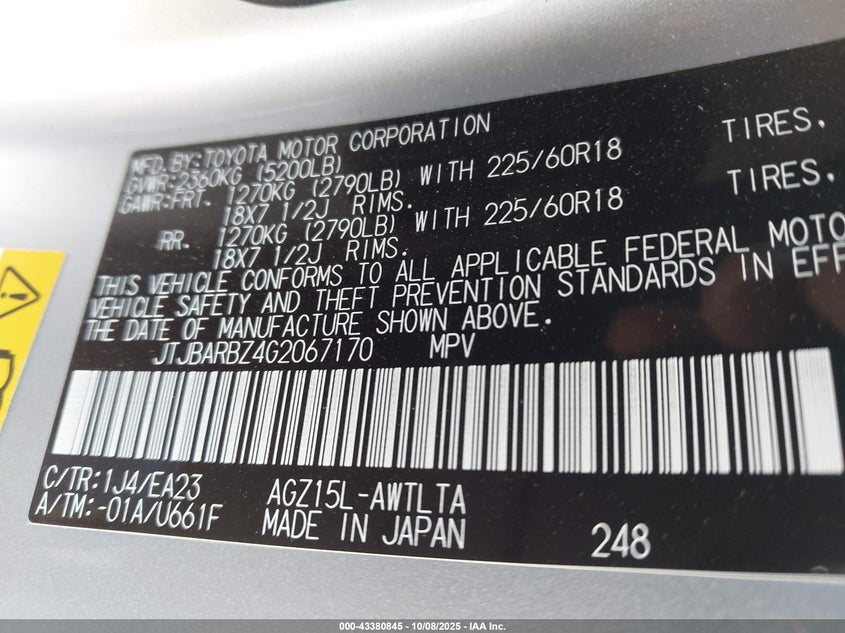 MFD.BY:TOYOTA MOTOR CORPORATION
GVWR:2360KG (5200LB)
GAWR:FRT. 1270KG (2790LB) WITH 225/60R18 TIRES,
18X7 1/2J RIMS.
RR. 1270KG (2790LB) WITH 225/60R18 TIRES,
18X7 1/2J RIMS.
THIS VEHICLE CONFORMS TO ALL APPLICABLE FEDERAL MOTO
VEHICLE SAFETY AND THEFT PREVENTION STANDARDS IN EFF
THE DATE OF MANUFACTURE SHOWN ABOVE.
JTJBARBZ4G2067170 MPV
C/TR:1J4/EA23 AGZ15L-AWTLTA
A/TM:-01A/U661F MADE IN JAPAN 248
000-43380845 - 10/08/2025 - IAA Inc.